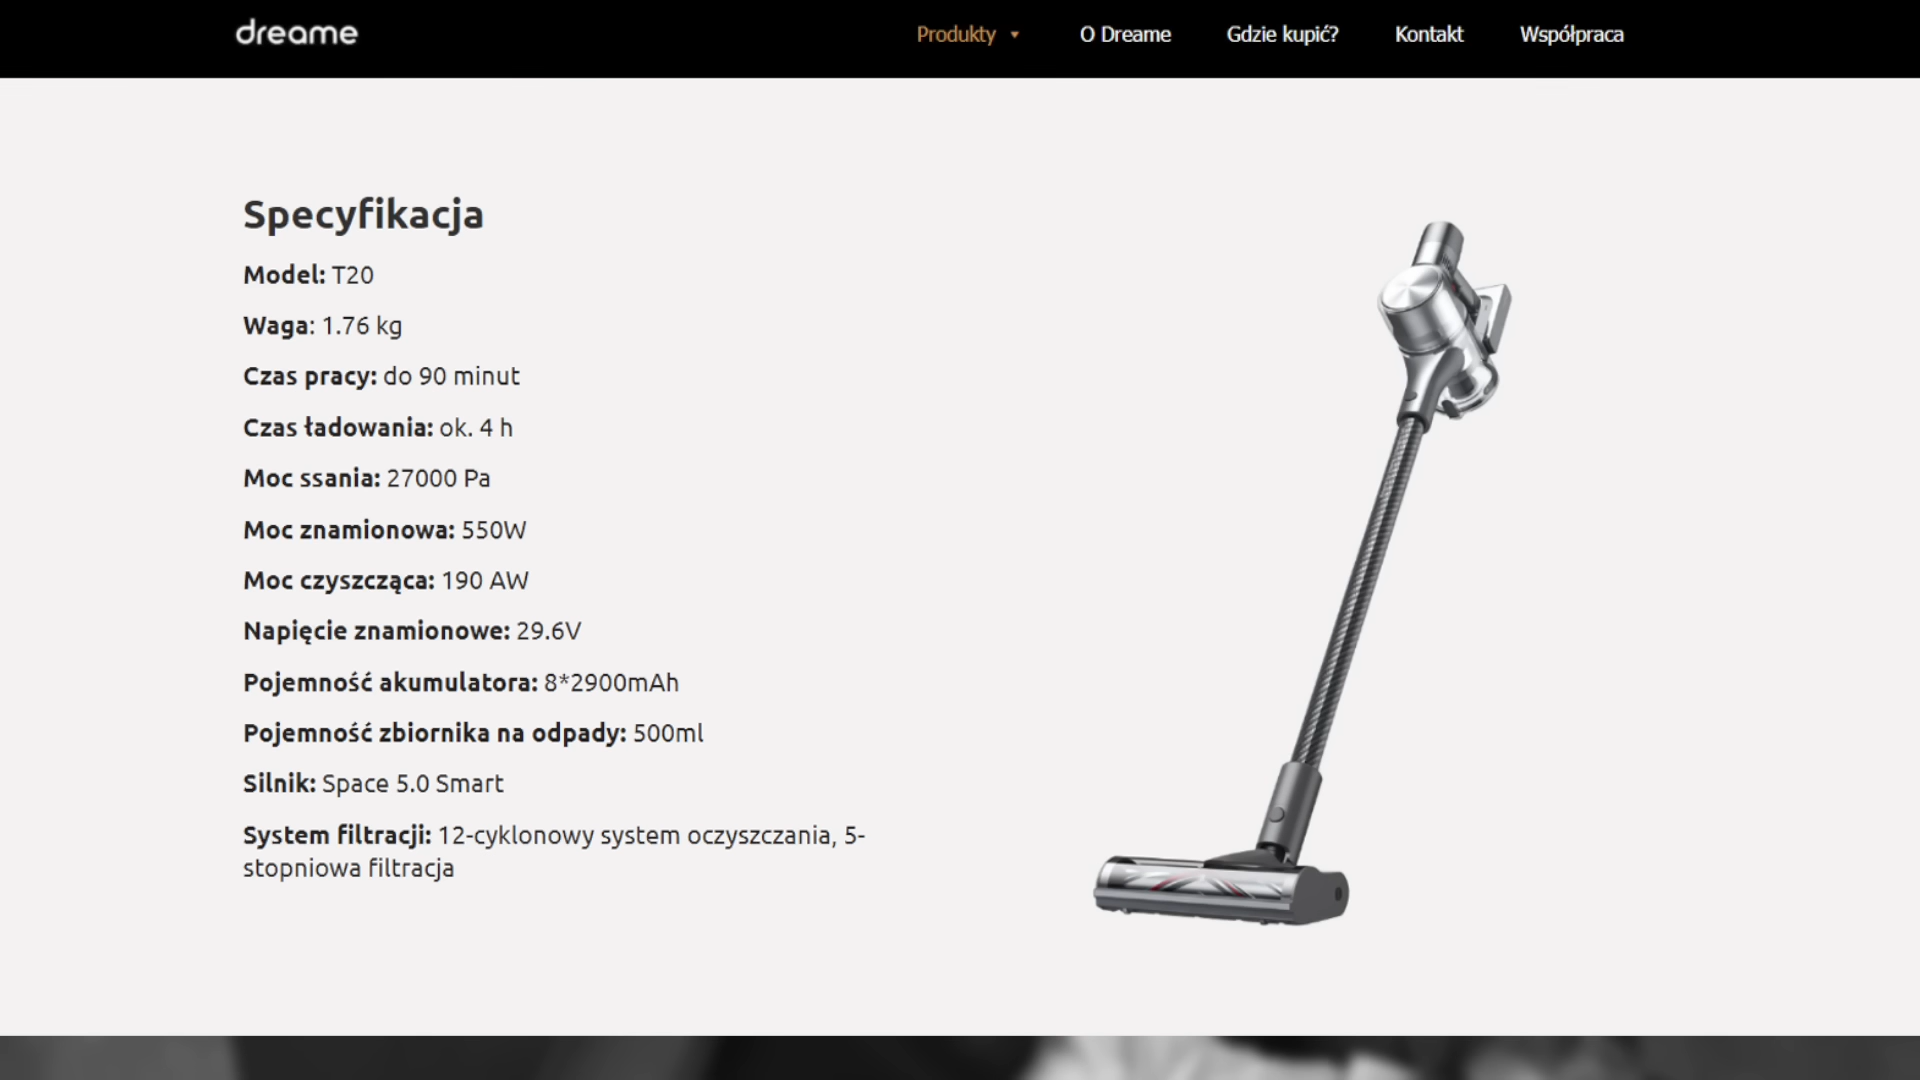 dreame
Produkty
O Dreame
Gdzie kupić?
Kontakt
Współpraca
Specyfikacja
Model: T20
Waga: 1.76 kg
Czas pracy: do 90 minut
Czas ładowania: ok. 4 h
Moc ssania: 27000 Pa
Moc znamionowa: 550W
Moc czyszcząca: 190 AW
Napięcie znamionowe: 29.6V
Pojemność akumulatora: 8*2900mAh
Pojemność zbiornika na odpady: 500ml
Silnik: Space 5.0 Smart
System filtracji: 12-cyklonowy system oczyszczania, 5-
stopniowa filtracja